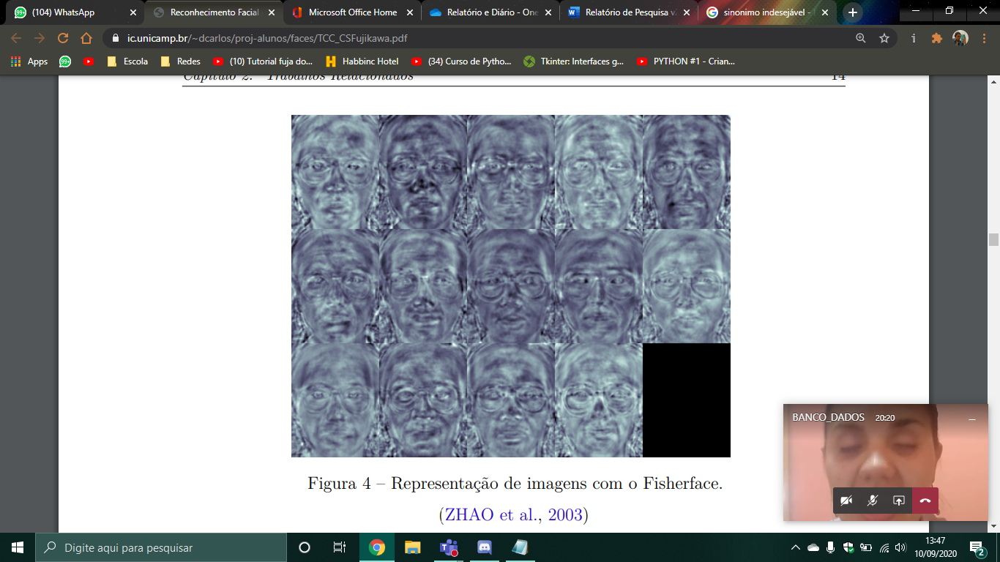 (104) WhatsApp
Reconhecimento Facial
Microsoft Office Home
Relatório e Diário - One
Relatório de Pesquisa v2
sinonimo indesejável -
ic.unicamp.br/~dcarlos/proj-alunos/faces/TCC_CSFujikawa.pdf
Apps
99+
Escola
Redes
(10) Tutorial fuja do...
Habbinc Hotel
(34) Curso de Pytho...
Tkinter: Interfaces g...
PYTHON #1 - Crian...
Capítulo 2. Trabalhos Relacionados 14
BANCO_DADOS 20:20
Figura 4 – Representação de imagens com o Fisherface.
(ZHAO et al., 2003)
Digite aqui para pesquisar
13:47
10/09/2020
2